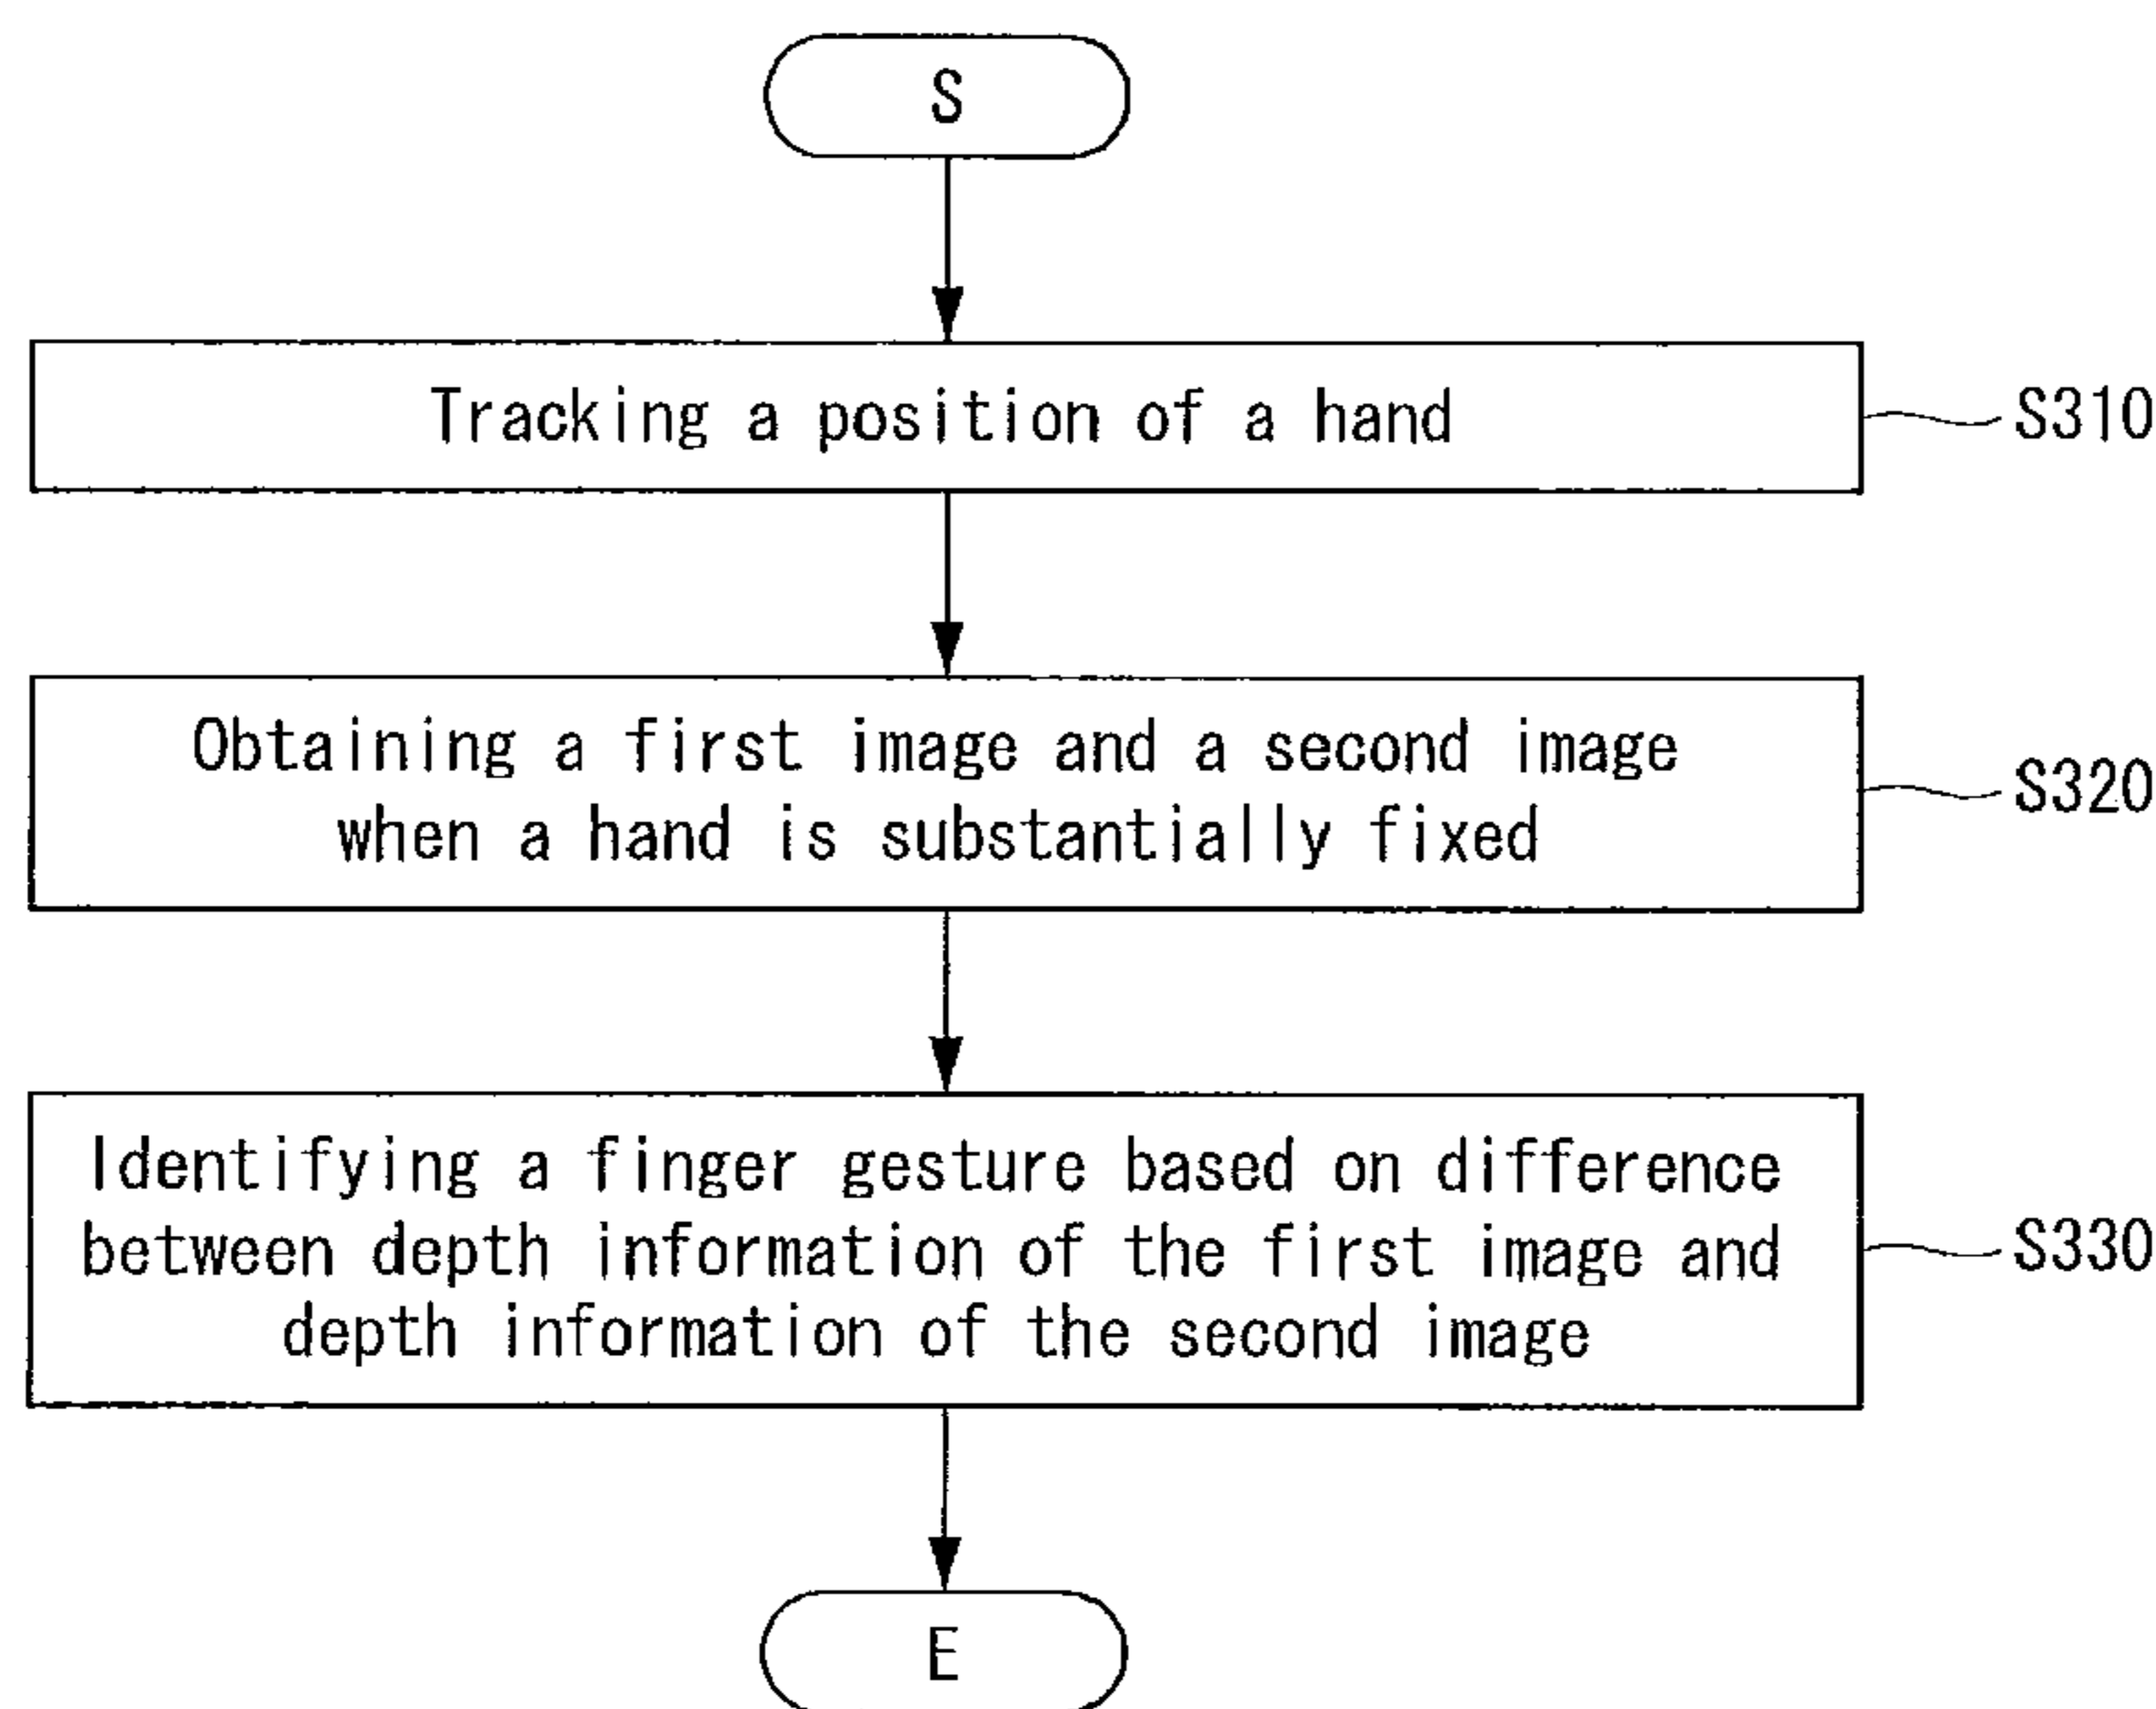 S
Tracking a position of a hand
S310
Obtaining a first image and a second image
when a hand is substantially fixed
S320
Identifying a finger gesture based on difference
between depth information of the first image and
depth information of the second image
S330
E